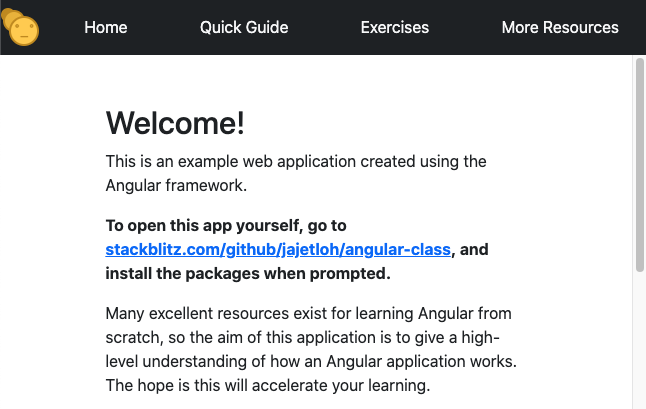 Home Quick Guide Exercises More Resources
Welcome!
This is an example web application created using the
Angular framework.
To open this app yourself, go to
stackblitz.com/github/jajetloh/angular-class, and
install the packages when prompted.
Many excellent resources exist for learning Angular from
scratch, so the aim of this application is to give a high-
level understanding of how an Angular application works.
The hope is this will accelerate your learning.